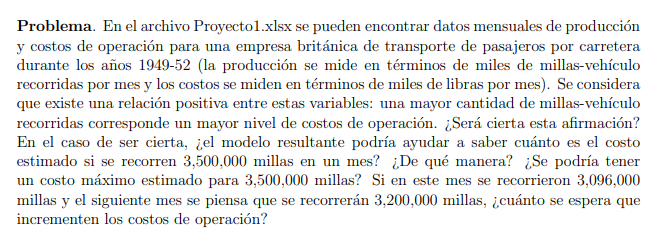 Problema. En el archivo Proyecto1.xlsx se pueden encontrar datos mensuales de producción
y costos de operación para una empresa británica de transporte de pasajeros por carretera
durante los años 1949-52 (la producción se mide en términos de miles de millas-vehículo
recorridas por mes y los costos se miden en términos de miles de libras por mes). Se considera
que existe una relación positiva entre estas variables: una mayor cantidad de millas-vehículo
recorridas corresponde un mayor nivel de costos de operación. ¿Será cierta esta afirmación?
En el caso de ser cierta, ¿el modelo resultante podría ayudar a saber cuánto es el costo
estimado si se recorren 3,500,000 millas en un mes? ¿De qué manera? ¿Se podría tener
un costo máximo estimado para 3,500,000 millas? Si en este mes se recorrieron 3,096,000
millas y el siguiente mes se piensa que se recorrerán 3,200,000 millas, ¿cuánto se espera que
incrementen los costos de operación?